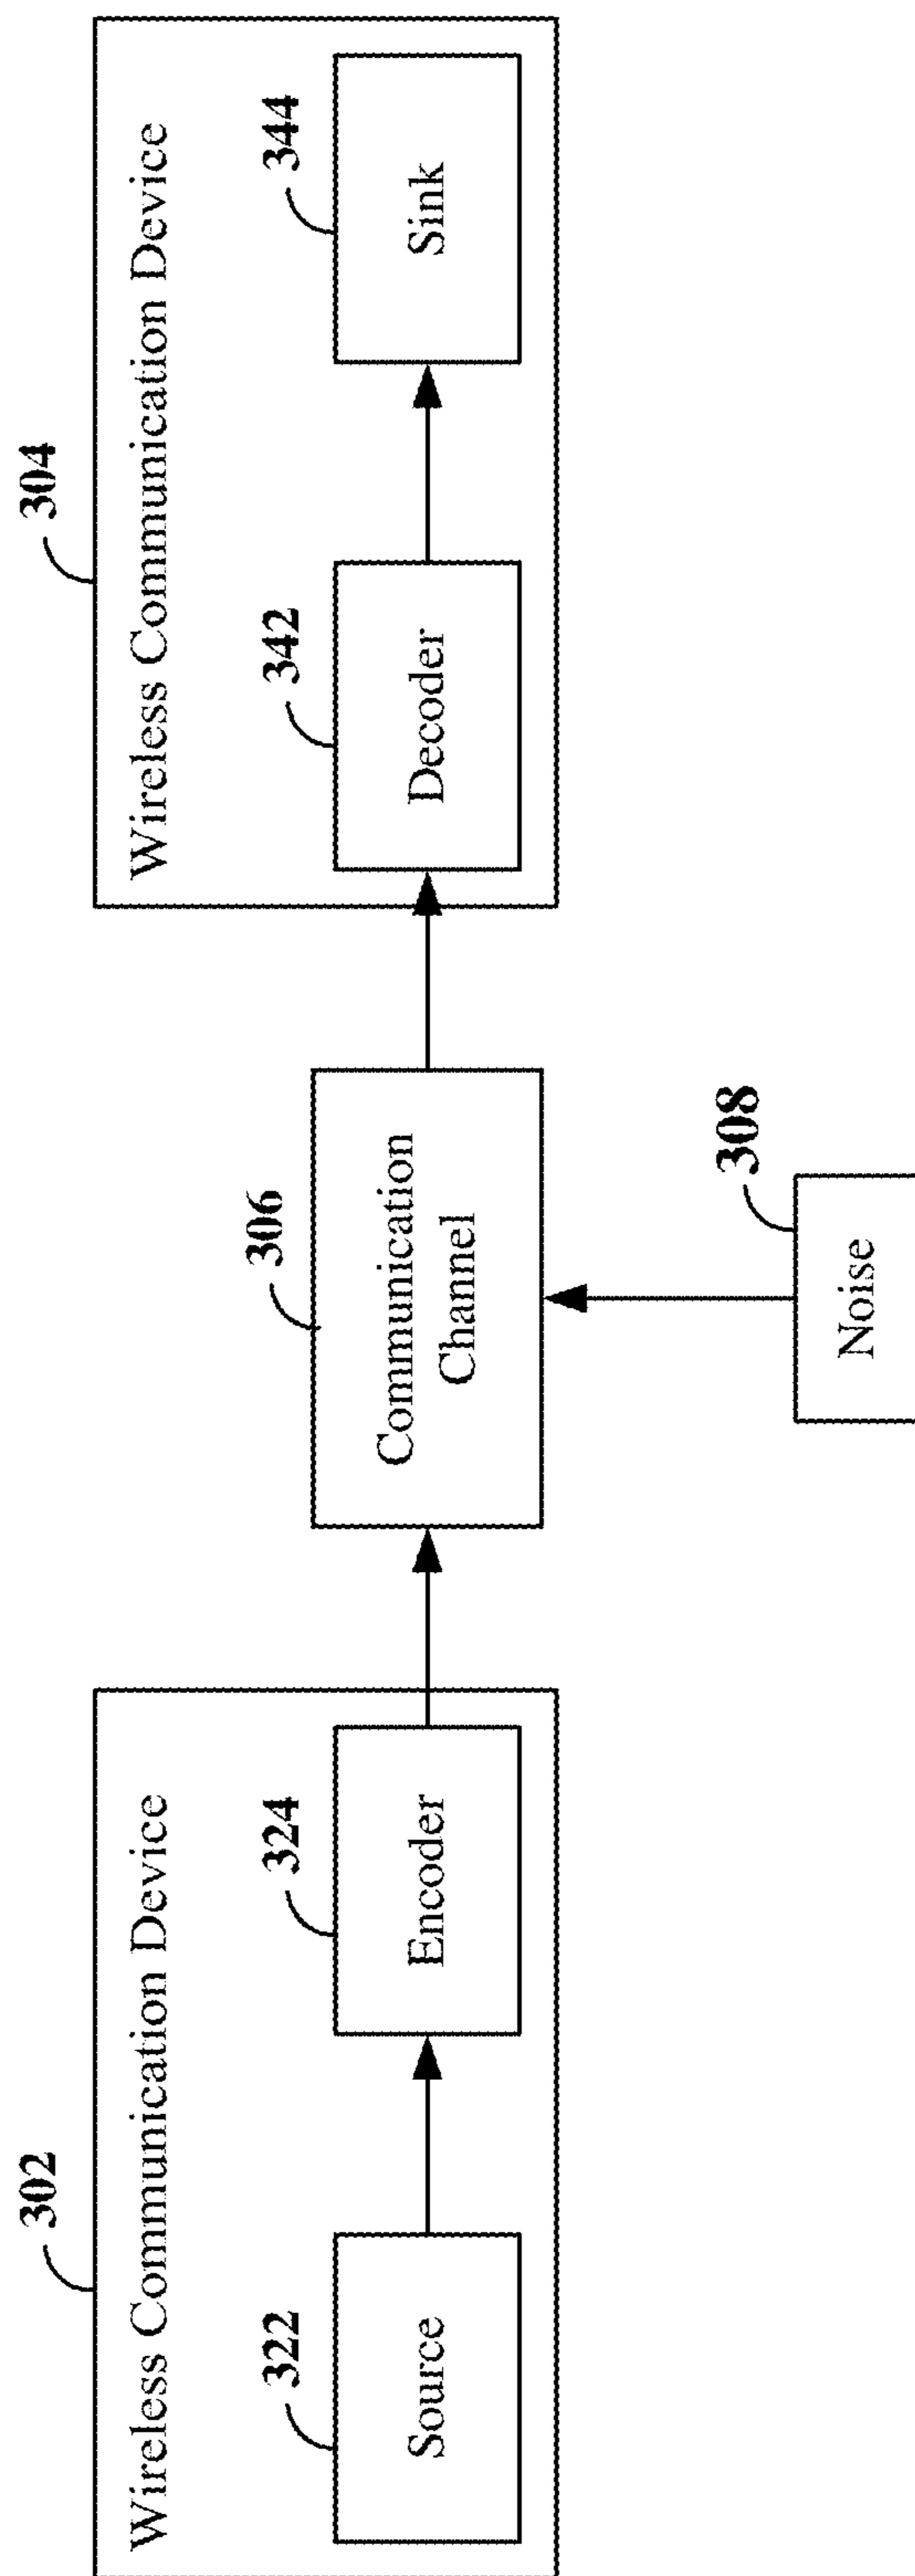 302
Wireless Communication Device
322
Source
324
Encoder
306
Communication
Channel
308
Noise
304
Wireless Communication Device
342
Decoder
344
Sink